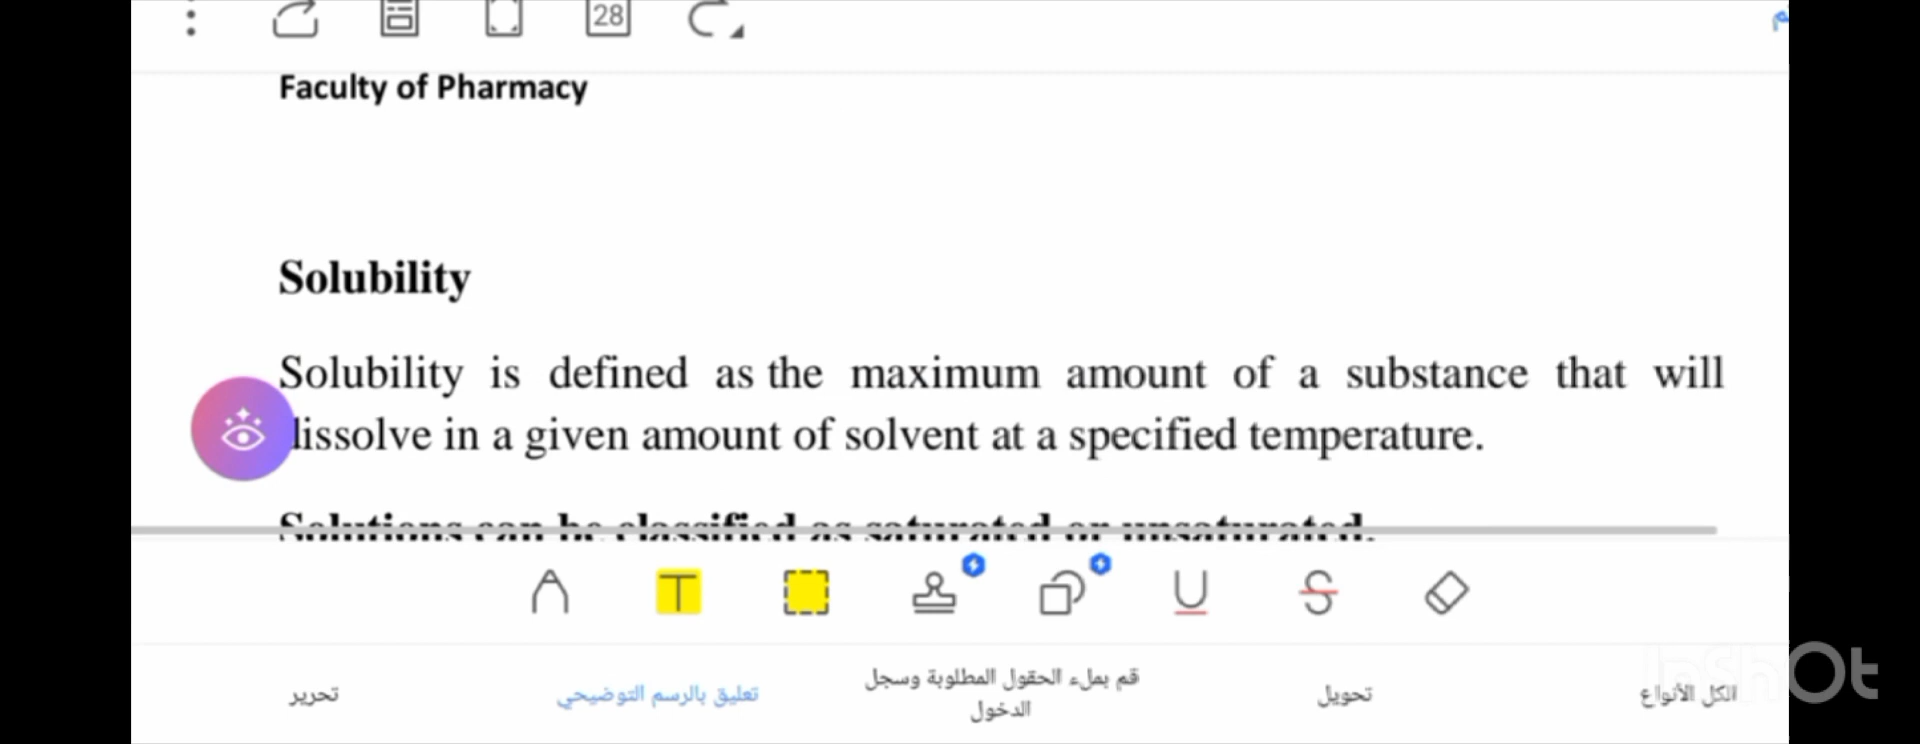 28
Faculty of Pharmacy
Solubility
Solubility is defined as the maximum amount of a substance that will
dissolve in a given amount of solvent at a specified temperature.
Solutions can be classified as saturated or unsaturated.
T
U
S
تحرير
تعليق بالرسم التوضيحي
قم بملء الحقول المطلوبة وسجل
الدخول
تحويل
الكل الأنواع
InShOt